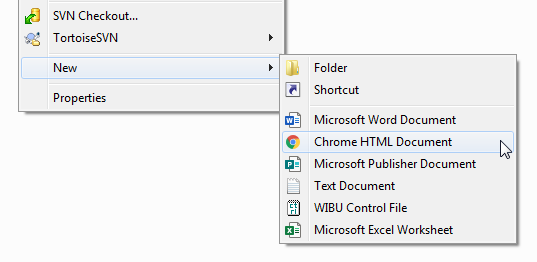 SVN Checkout...
TortoiseSVN
New
Properties
Folder
Shortcut
Microsoft Word Document
Chrome HTML Document
Microsoft Publisher Document
Text Document
WIBU Control File
Microsoft Excel Worksheet